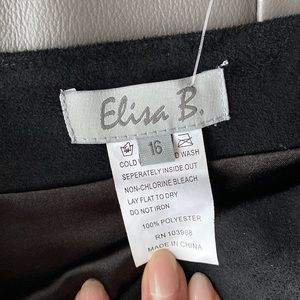 Elisa B.
16
COLD D WASH
SEPERATELY INSIDE OUT
NON-CHLORINE BLEACH
LAY FLAT TO DRY
DO NOT IRON
100% POLYESTER
RN 103968
MADE IN CHINA